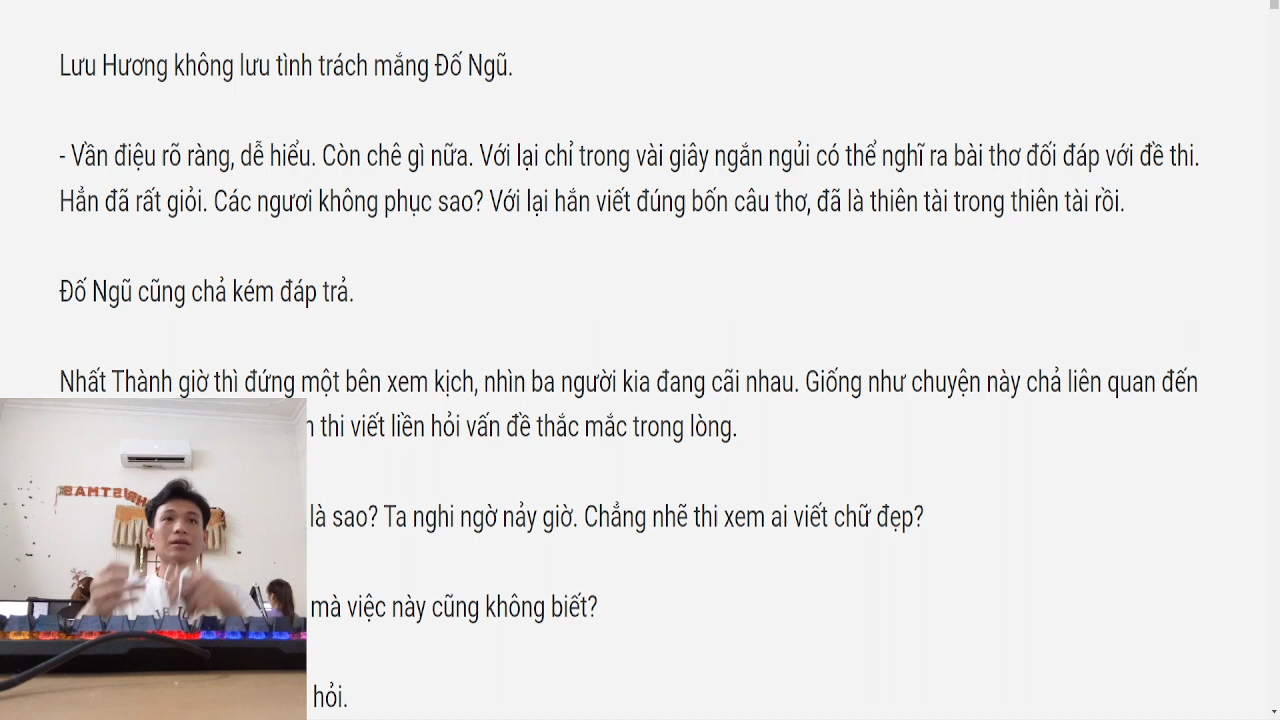 Lưu Hương không lưu tình trách mắng Đố Ngũ.
- Vần điệu rõ ràng, dễ hiểu. Còn chê gì nữa. Với lại chỉ trong vài giây ngắn ngủi có thể nghĩ ra bài thơ đối đáp với đề thi.
Hắn đã rất giỏi. Các ngươi không phục sao? Với lại hắn viết đúng bốn câu thơ, đã là thiên tài trong thiên tài rồi.
Đố Ngũ cũng chả kém đáp trả.
Nhất Thành giờ thì đứng một bên xem kịch, nhìn ba người kia đang cãi nhau. Giống như chuyện này chả liên quan đến
thi viết liền hỏi vấn đề thắc mắc trong lòng.
là sao? Ta nghi ngờ nảy giờ. Chẳng nhẽ thi xem ai viết chữ đẹp?
mà việc này cũng không biết?
hỏi.